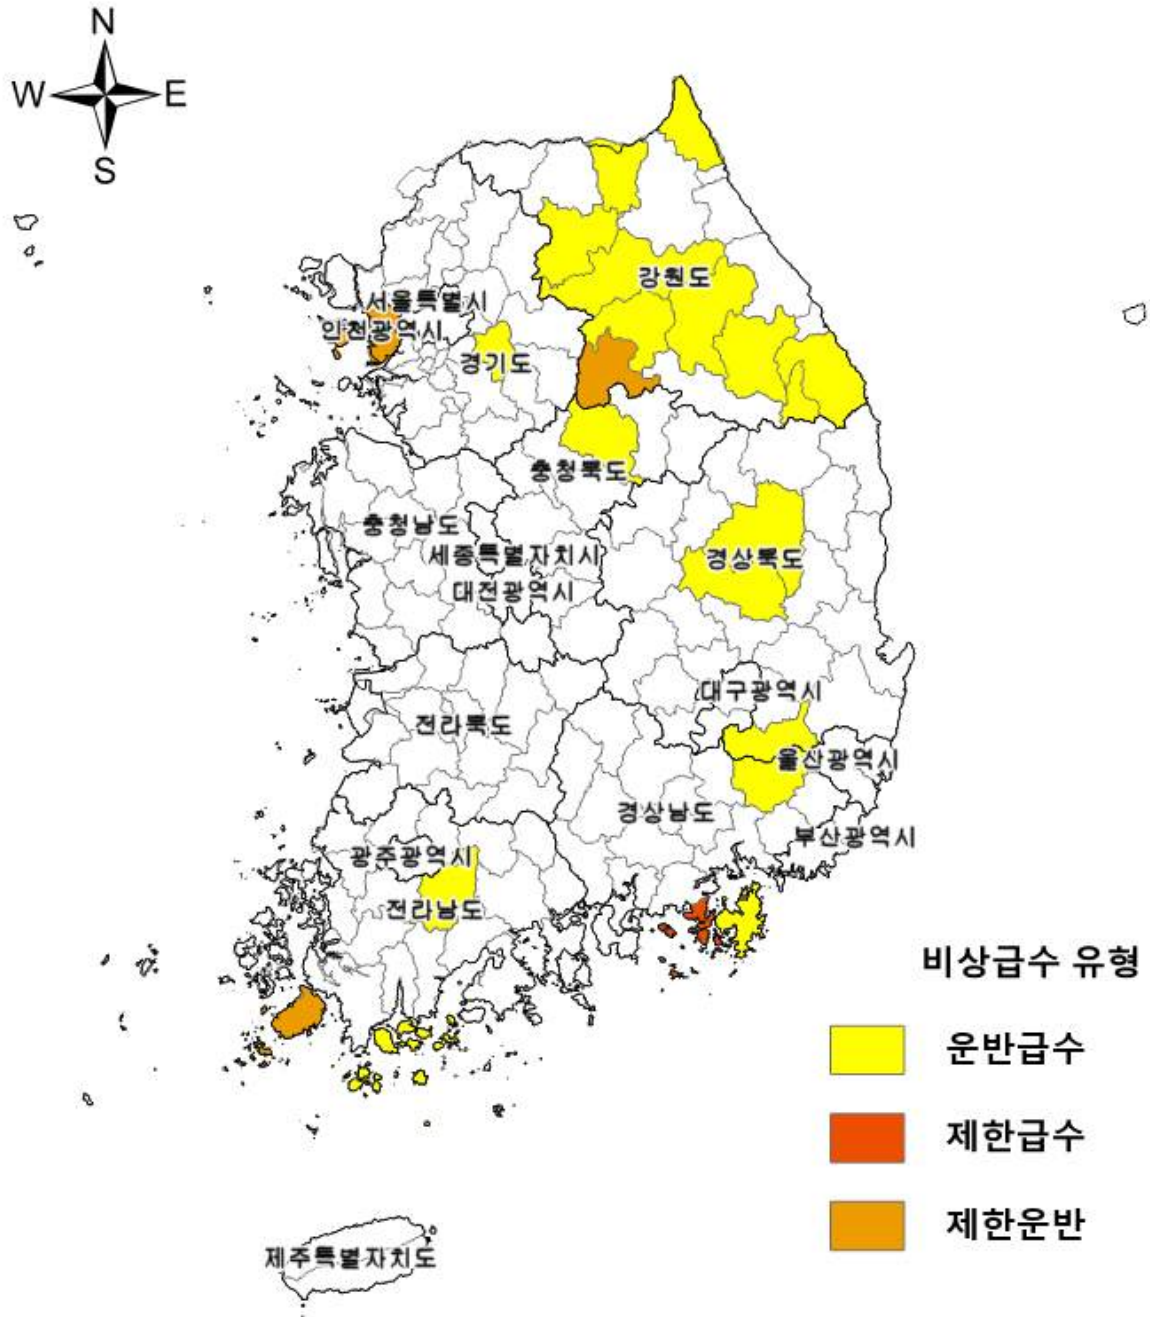 N
W E
S
강원도
서울특별시
인천광역시
경기도
충청북도
충청남도
세종특별자치시
경상북도
대전광역시
대구광역시
전라북도
울산광역시
경상남도
부산광역시
광주광역시
전라남도
비상급수 유형
운반급수
제한급수
제한운반
제주특별자치도